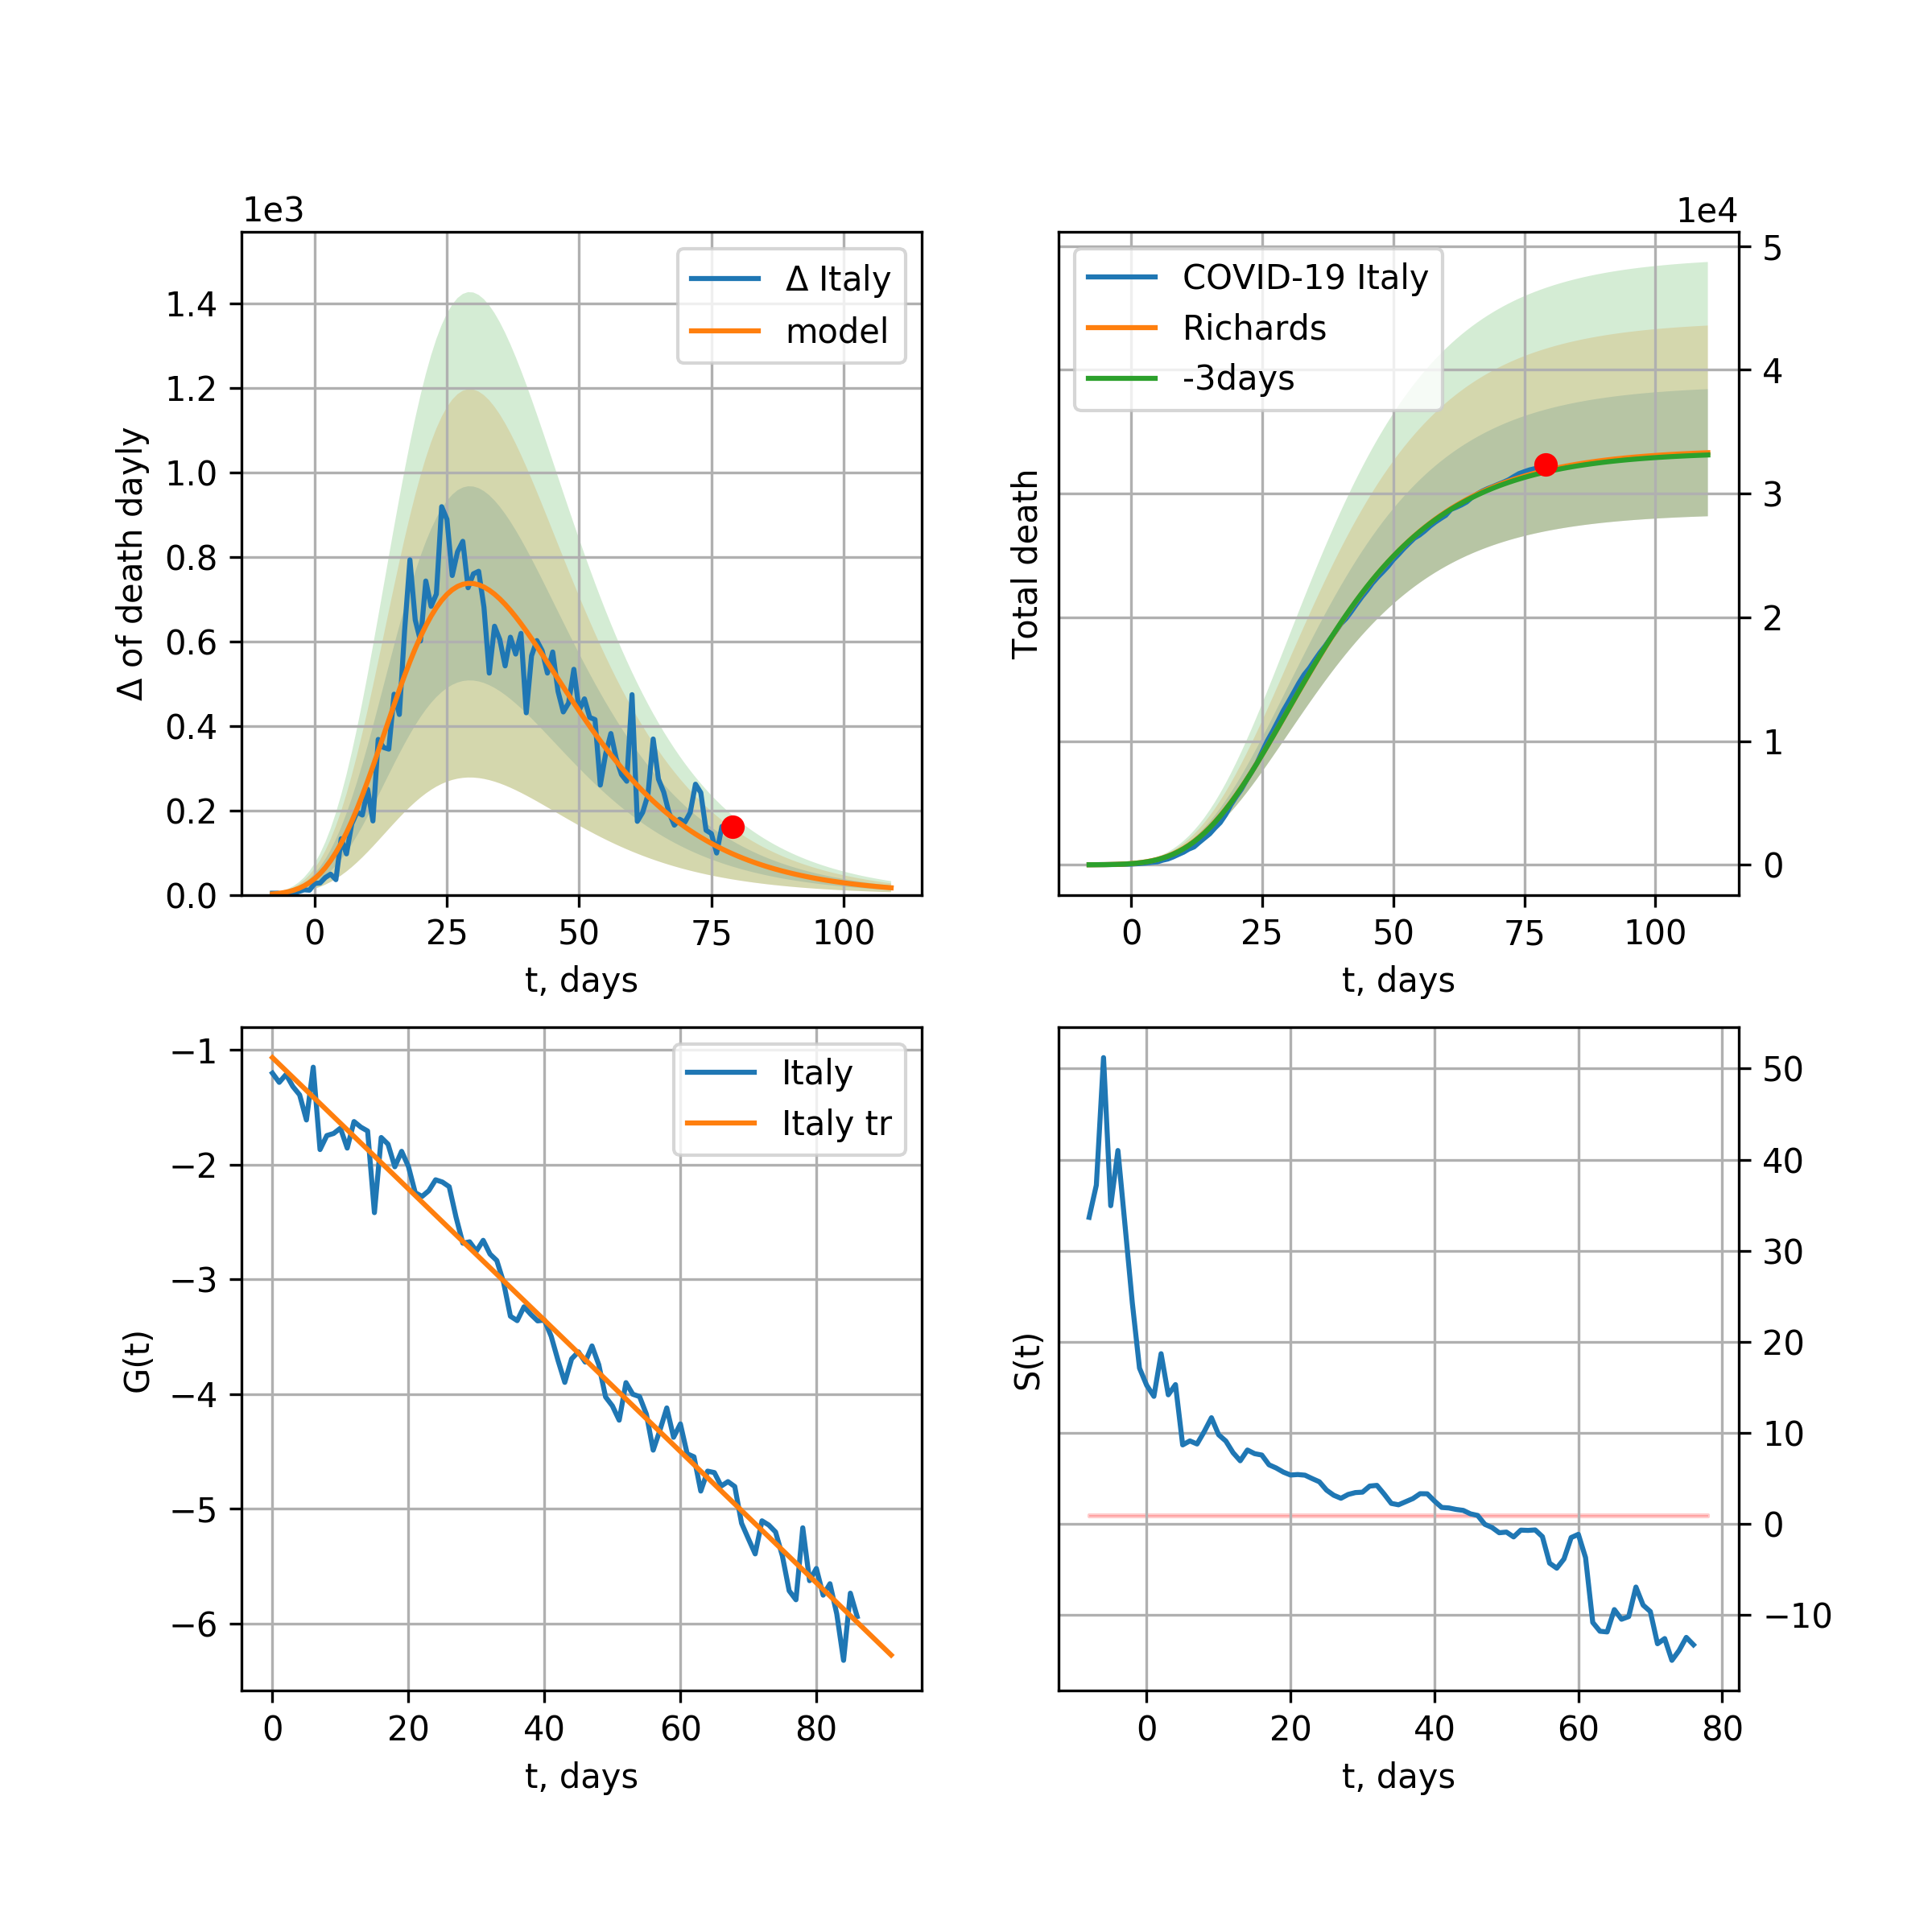 1e3
Δ Italy
model
1.4
1.2
1.0
0.8
0.6
0.4
0.2
0.0
Δ of death dayly
0 25 50 75 100
t, days
1e4
COVID-19 Italy
Richards
-3days
5
4
3
2
1
0
Total death
0 25 50 75 100
t, days
Italy
Italy tr
−1
−2
−3
−4
−5
−6
G(t)
0 20 40 60 80
t, days
50
40
30
20
10
0
−10
S(t)
0 20 40 60 80
t, days